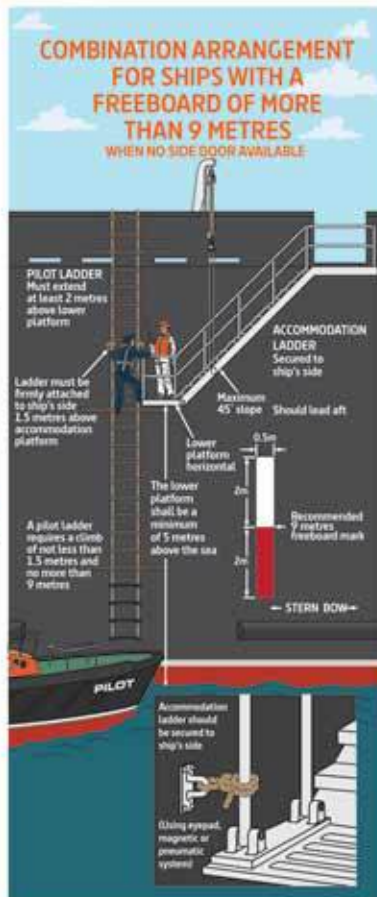 COMBINATION ARRANGEMENT
FOR SHIPS WITH A
FREEBOARD OF MORE
THAN 9 METRES
WHEN NO SIDE DOOR AVAILABLE
PILOT LADDER
Must extend
at least 2 metres
above lower
platform
ACCOMMODATION
LADDER
Secured to
ship's side
Ladder must be
firmly attached
to ship's side
1.5 metres above
accommodation
platform
Maximum
45° slope
Should lead aft
Lower
platform
horizontal
0.5m
2m
2m
The lower
platform
shall be a
minimum
of 5 metres
above the sea
Recommended
9 metres
freeboard mark
A pilot ladder
requires a climb
of not less than
1.5 metres and
no more than
9 metres
STERN BOW
PILOT
Accommodation
ladder should
be secured to
ship's side
(Using eyepad,
magnetic or
pneumatic
system)